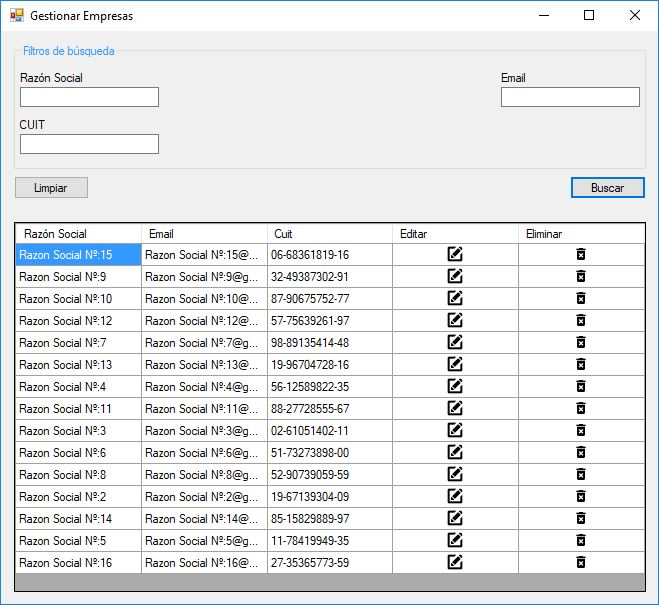 Gestionar Empresas
Filtros de búsqueda
Razón Social Email
CUIT
Limpiar Buscar
Razón Social Email Cuit Editar Eliminar
Razon Social Nº:15 Razon Social Nº:15@... 06-68361819-16
Razon Social Nº:9 Razon Social Nº:9@g... 32-49387302-91
Razon Social Nº:10 Razon Social Nº:10@... 87-90675752-77
Razon Social Nº:12 Razon Social Nº:12@... 57-75639261-97
Razon Social Nº:7 Razon Social Nº:7@g... 98-89135414-48
Razon Social Nº:13 Razon Social Nº:13@... 19-96704728-16
Razon Social Nº:4 Razon Social Nº:4@g... 56-12589822-35
Razon Social Nº:11 Razon Social Nº:11@... 88-27728555-67
Razon Social Nº:3 Razon Social Nº:3@g... 02-61051402-11
Razon Social Nº:6 Razon Social Nº:6@g... 51-73273898-00
Razon Social Nº:8 Razon Social Nº:8@g... 52-90739059-59
Razon Social Nº:2 Razon Social Nº:2@g... 19-67139304-09
Razon Social Nº:14 Razon Social Nº:14@... 85-15829889-97
Razon Social Nº:5 Razon Social Nº:5@g... 11-78419949-35
Razon Social Nº:16 Razon Social Nº:16@... 27-35365773-59